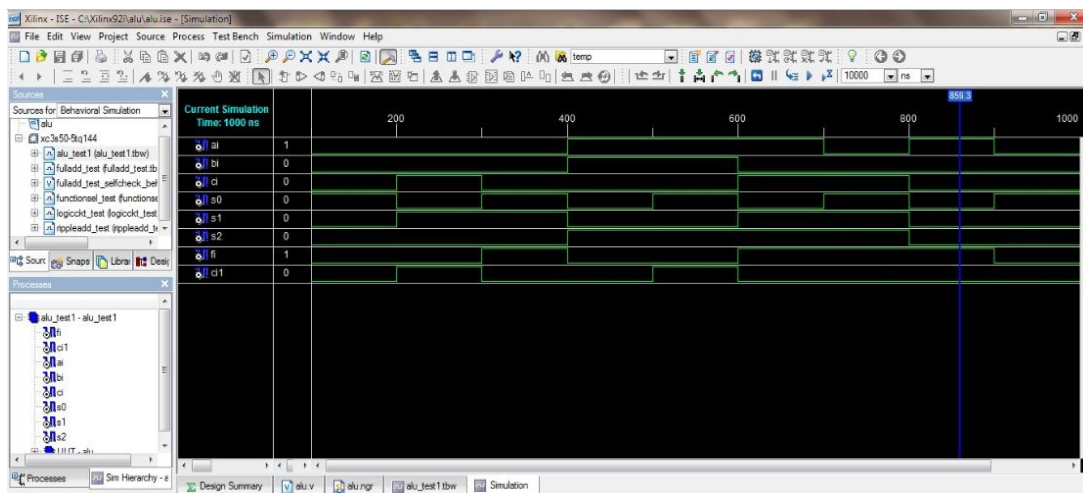 Xilinx - ISE - C:\Xilinx92i\alu\alu.ise - [Simulation]
File Edit View Project Source Process Test Bench Simulation Window Help
temp
10000 ns
Sources
Sources for: Behavioral Simulation
alu
xc3s50-5tq144
alu_test1 (alu_test1.tbw)
fulladd_test (fulladd_test.tb
fulladd_test_selfcheck_beh
functionsel_test (functionse
logicckt_test (logicckt_test
rippleadd_test (rippleadd_te
Sourc Snaps Librar Desig
Processes
alu_test1 - alu_test1
fi
ci1
ai
bi
ci
s0
s1
s2
UUT - alu
Processes Sim Hierarchy - a
Current Simulation
Time: 1000 ns
859.3
200 400 600 800 1000
ai 1
bi 0
ci 0
s0 0
s1 0
s2 0
fi 1
ci1 0
Design Summary alu.v alu.ngr alu_test1.tbw Simulation